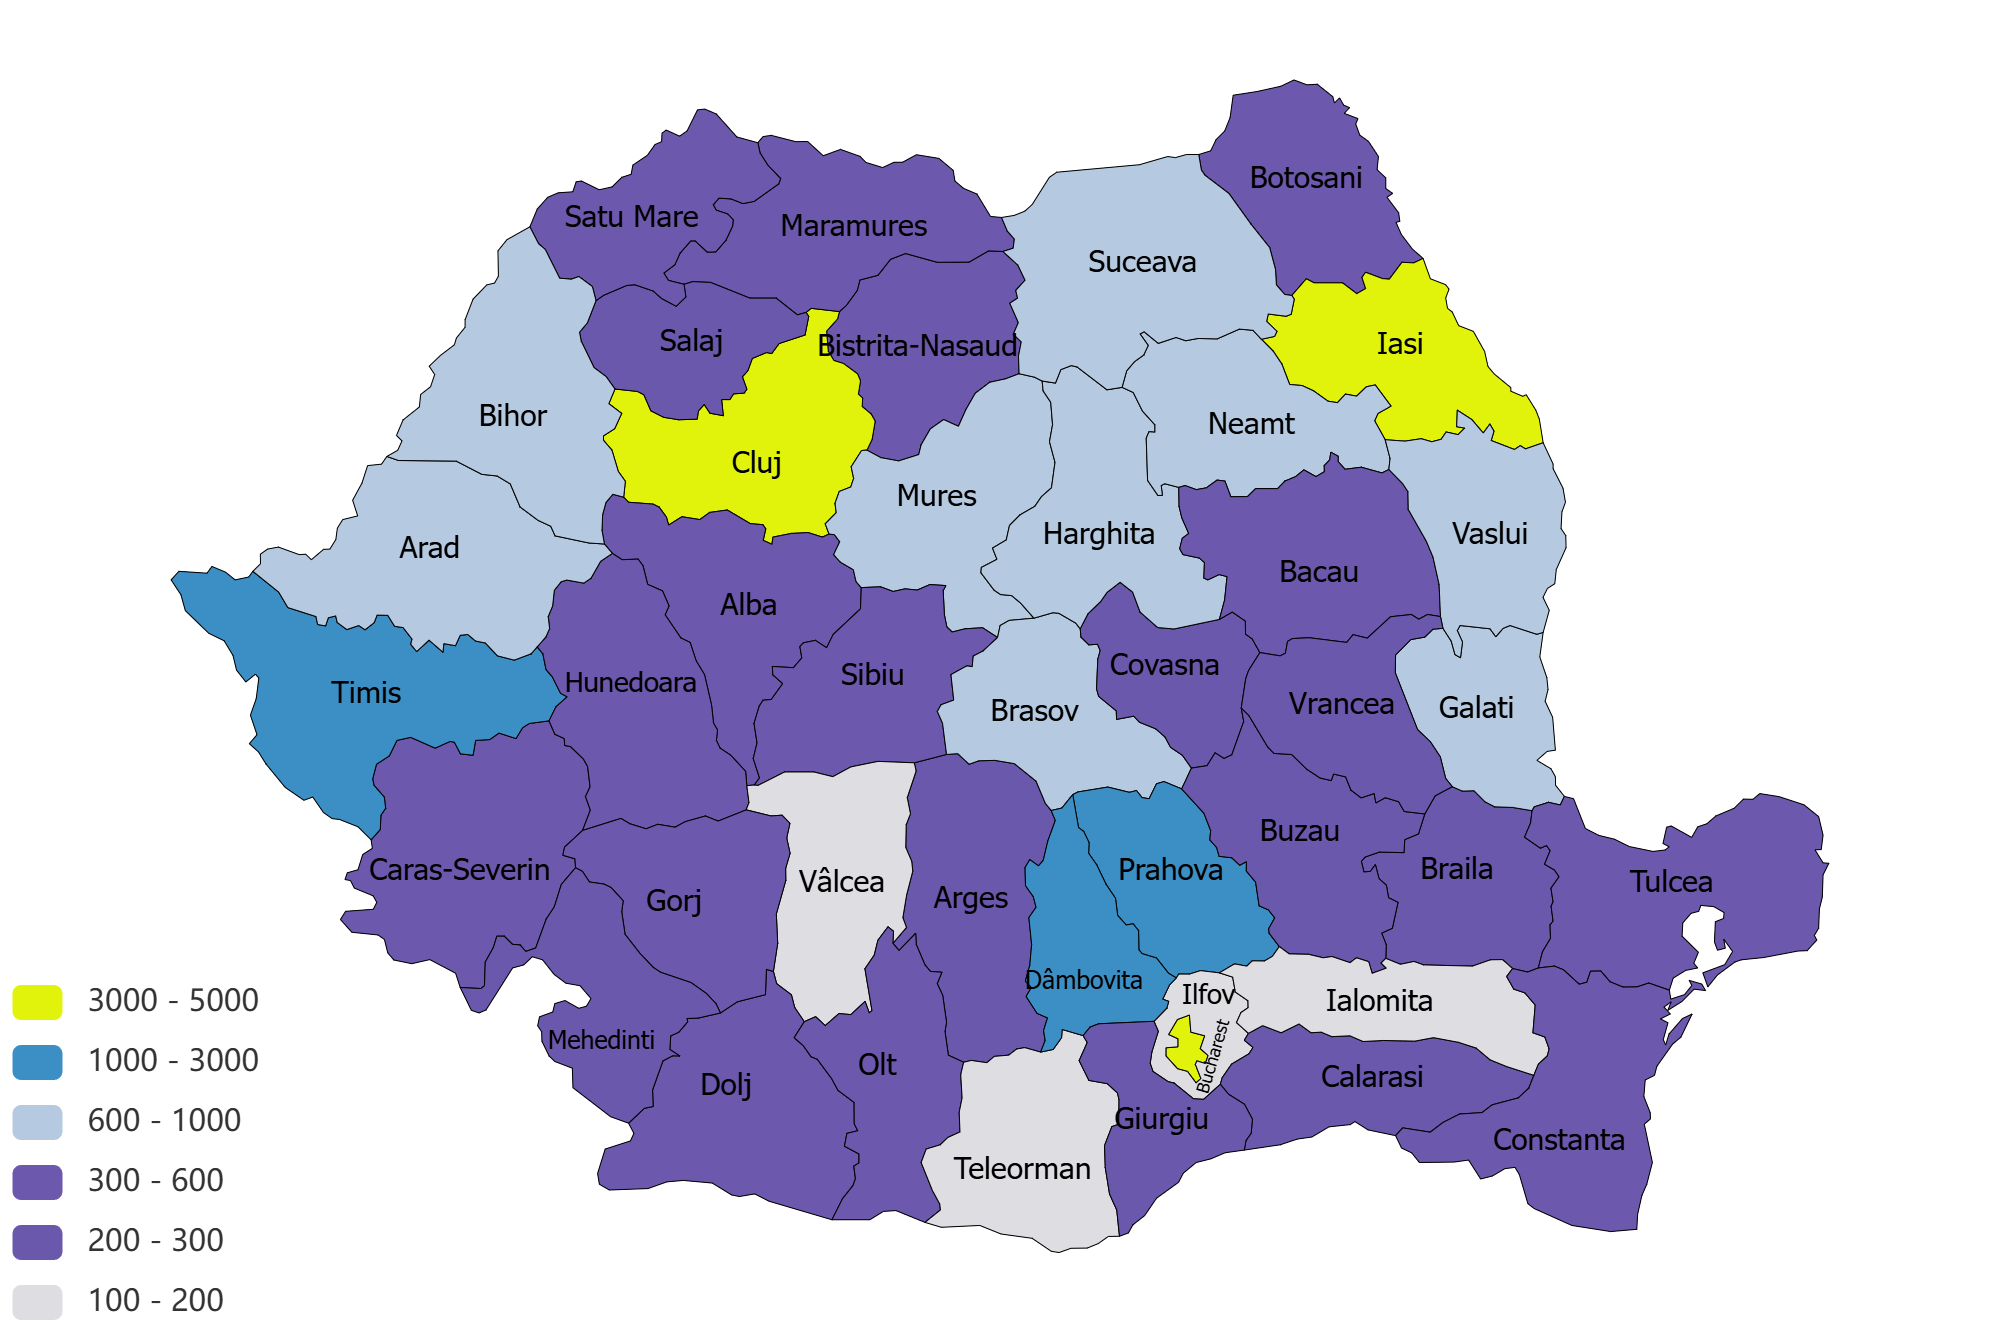 Botosani
Satu Mare
Maramures
Suceava
Salaj
Bistrita-Nasaud
Iasi
Bihor
Cluj
Neamt
Mures
Harghita
Vaslui
Arad
Bacau
Alba
Timis
Hunedoara
Sibiu
Covasna
Brasov
Vrancea
Galati
Buzau
Caras-Severin
Gorj
Vâlcea
Arges
Prahova
Braila
Tulcea
Dâmbovita
Ilfov
Ialomita
Mehedinti
Bucharest
Dolj
Olt
Calarasi
Giurgiu
Constanta
Teleorman
3000 - 5000
1000 - 3000
600 - 1000
300 - 600
200 - 300
100 - 200